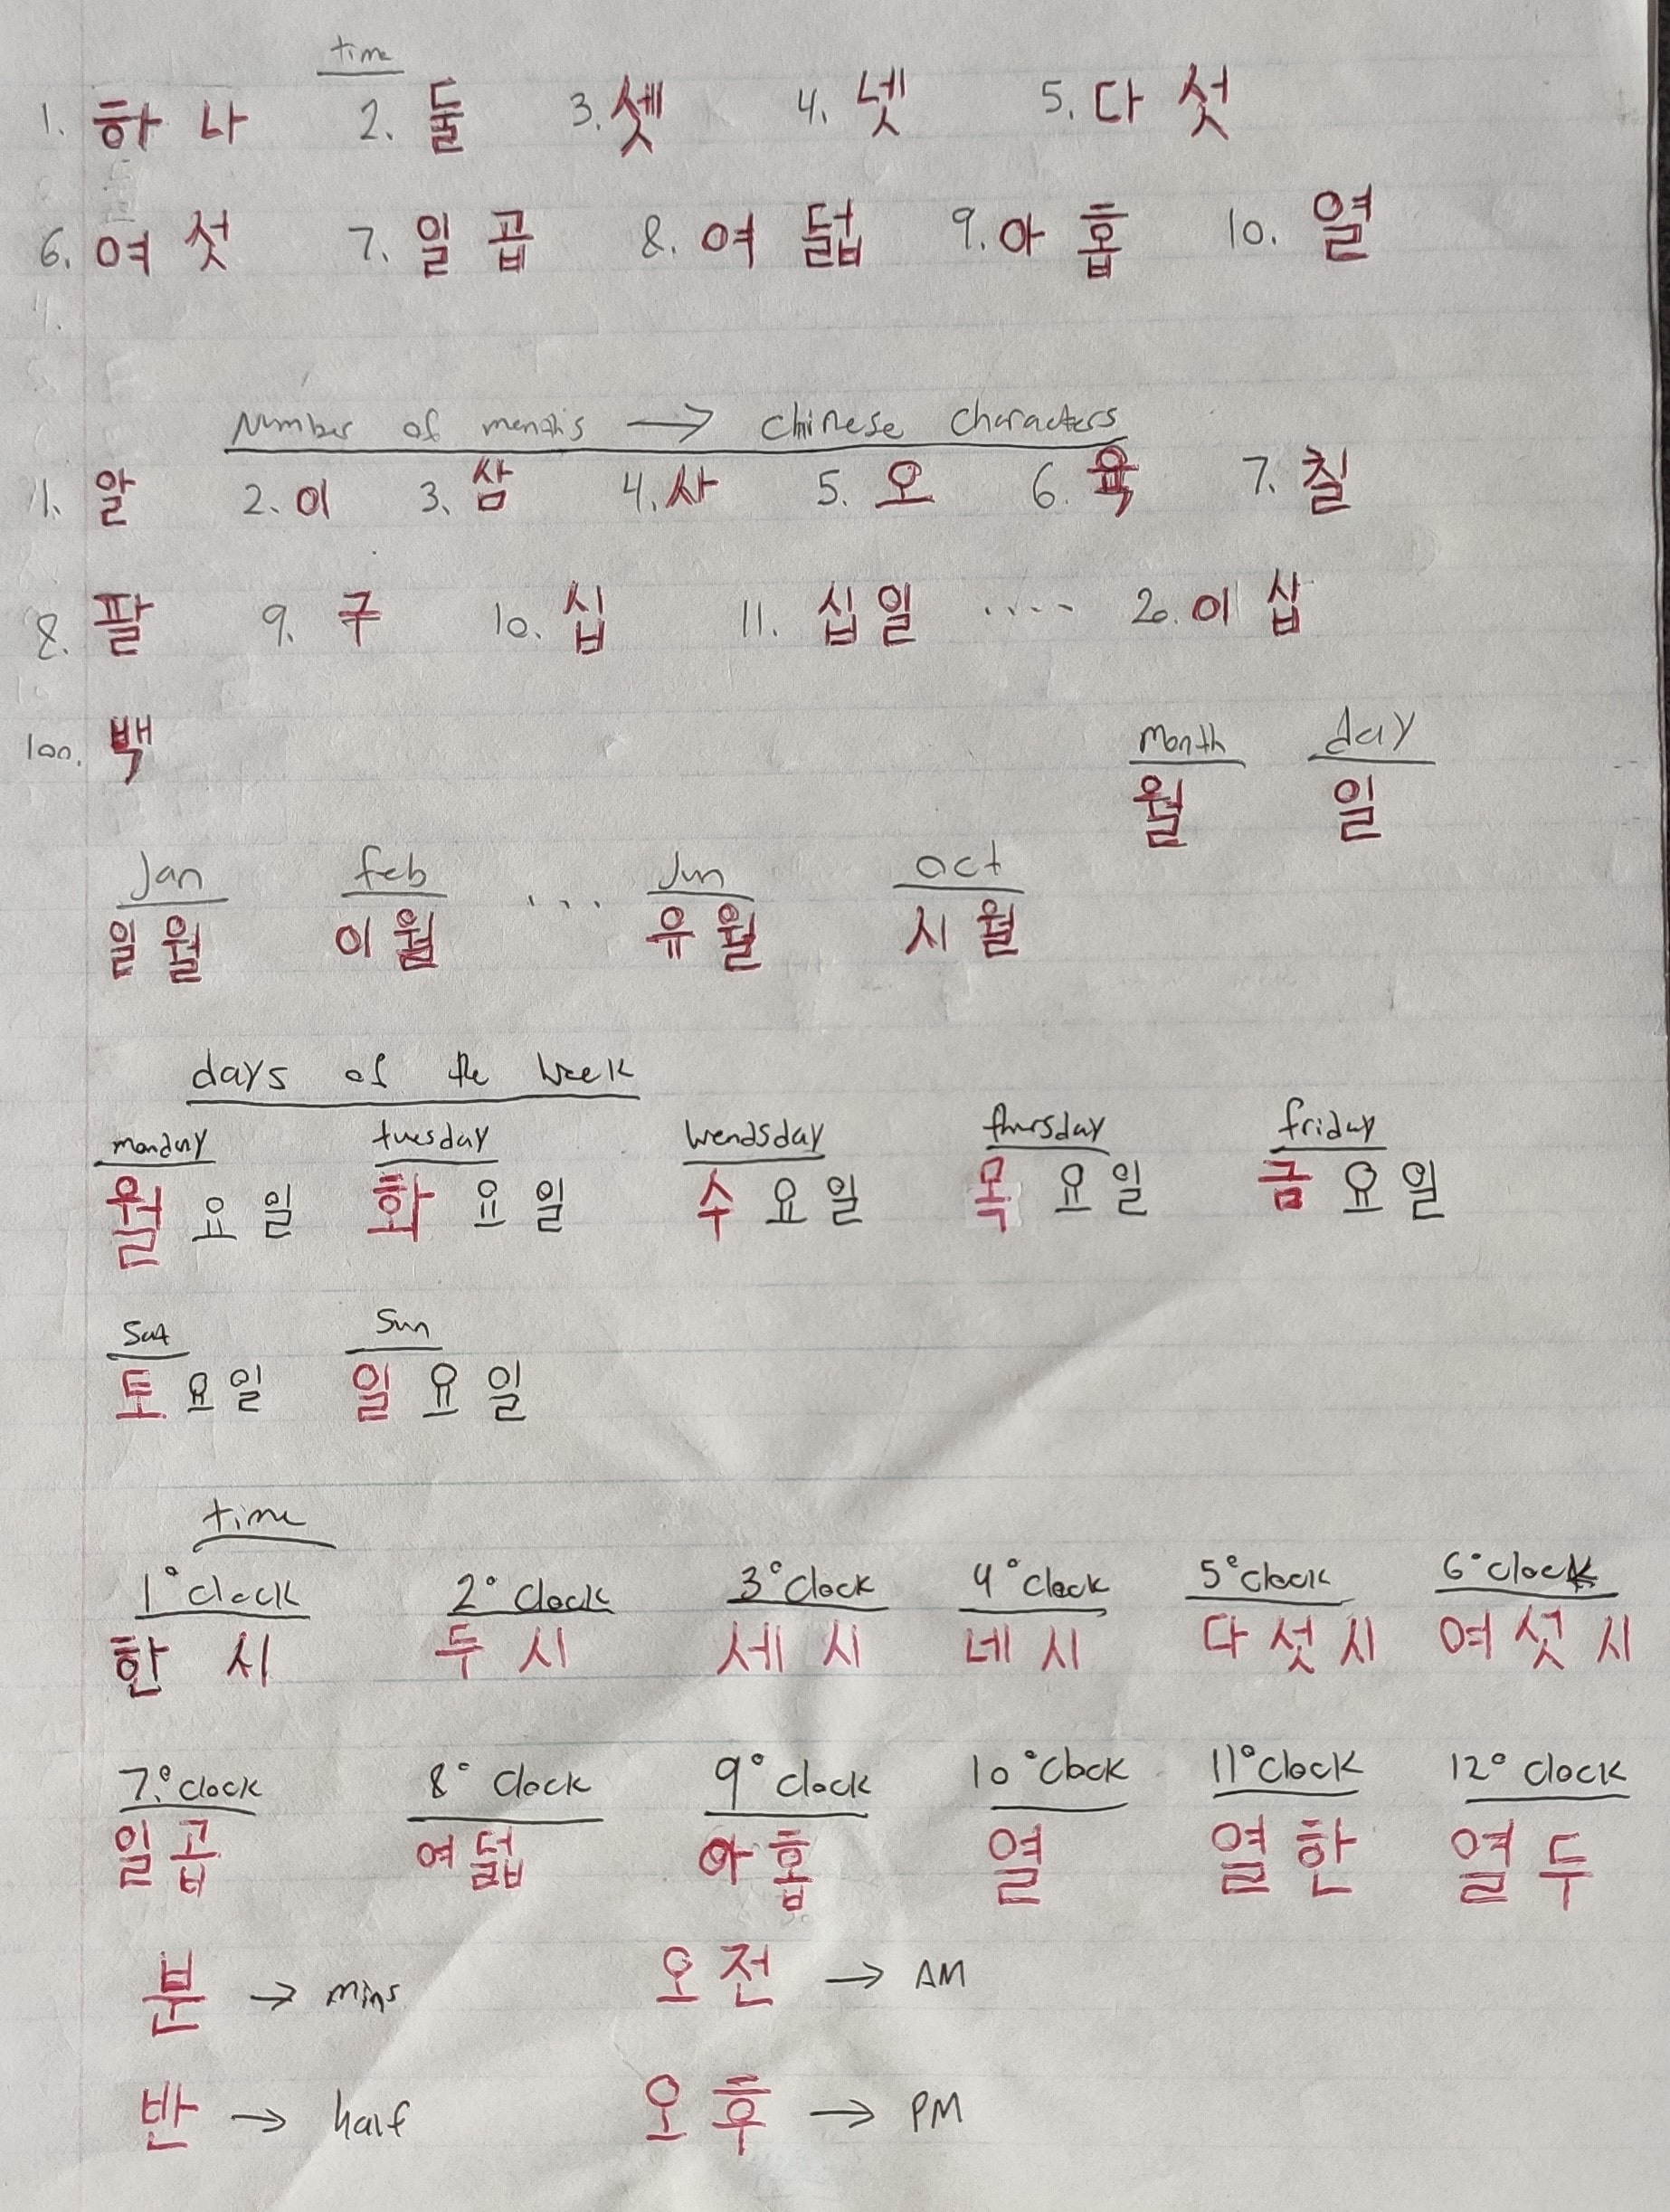 time
1. 하나 2. 둘 3. 셋 4. 넷 5. 다섯
6. 여섯 7. 일곱 8. 여덟 9. 아홉 10. 열
Number of months → Chinese characters
1. 알 2. 이 3. 삼 4. 사 5. 오 6. 육 7. 칠
8. 팔 9. 구 10. 십 11. 십일 .... 20. 이삽
100. 백
Month day
월 일
Jan feb ... Jun oct
일월 이월 유월 시월
days of the week
monday tuesday wendsday thursday friday
월요일 화요일 수요일 목요일 금요일
Sat Sun
토요일 일요일
time
1°clock 2°clock 3°clock 4°clock 5°clock 6°clock
한 시 두 시 세 시 네 시 다섯 시 여섯 시
7.°clock 8°clock 9°clock 10°clock 11°clock 12°clock
일곱 여덟 아홉 열 열한 열두
분 → mins 오전 → AM
반 → half 오후 → PM